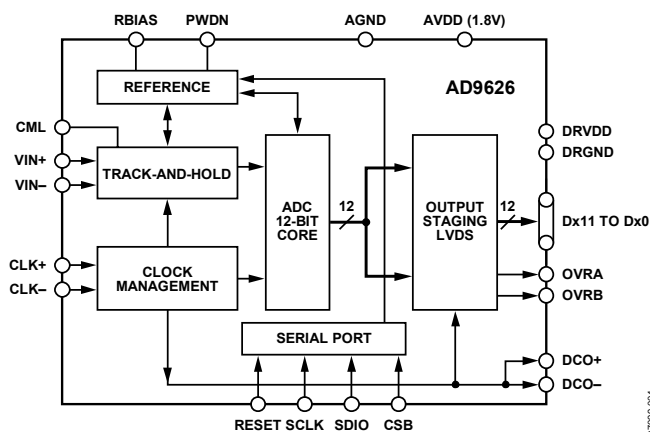 RBIAS PWDN AGND AVDD (1.8V)
REFERENCE
AD9626
CML
VIN+
VIN–
TRACK-AND-HOLD
ADC
12-BIT
CORE
12
OUTPUT
STAGING
LVDS
12
DRVDD
DRGND
Dx11 TO Dx0
CLK+
CLK–
CLOCK
MANAGEMENT
OVRA
OVRB
SERIAL PORT
DCO+
DCO–
RESET SCLK SDIO CSB